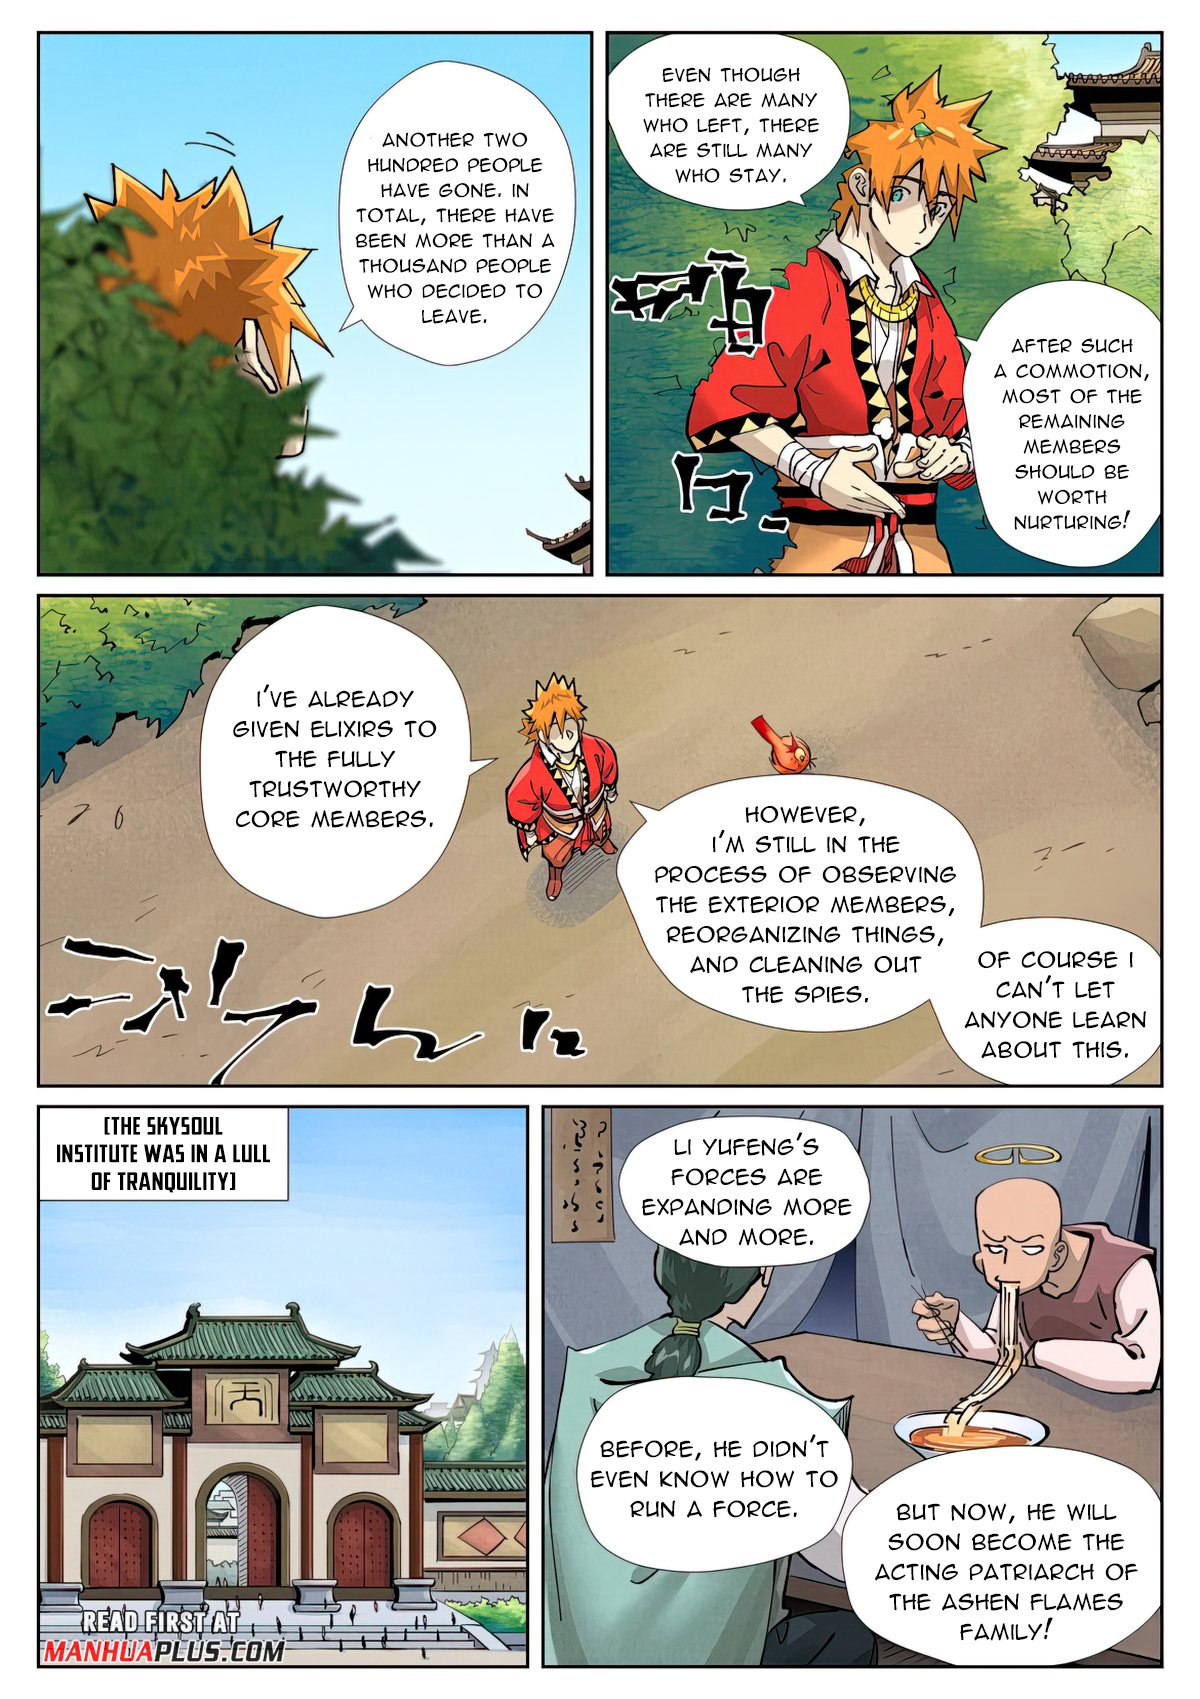 ANOTHER TWO
HUNDRED PEOPLE
HAVE GONE. IN
TOTAL, THERE HAVE
BEEN MORE THAN A
THOUSAND PEOPLE
WHO DECIDED TO
LEAVE.
EVEN THOUGH
THERE ARE MANY
WHO LEFT, THERE
ARE STILL MANY
WHO STAY.
AFTER SUCH
A COMMOTION,
MOST OF THE
REMAINING
MEMBERS
SHOULD BE
WORTH
NURTURING!
I'VE ALREADY
GIVEN ELIXIRS TO
THE FULLY
TRUSTWORTHY
CORE MEMBERS.
HOWEVER,
I'M STILL IN THE
PROCESS OF OBSERVING
THE EXTERIOR MEMBERS,
REORGANIZING THINGS,
AND CLEANING OUT
THE SPIES.
OF COURSE I
CAN'T LET
ANYONE LEARN
ABOUT THIS.
[THE SKYSOUL
INSTITUTE WAS IN A LULL
OF TRANQUILITY]
LI YUFENG'S
FORCES ARE
EXPANDING MORE
AND MORE.
BEFORE, HE DIDN'T
EVEN KNOW HOW TO
RUN A FORCE.
BUT NOW, HE WILL
SOON BECOME THE
ACTING PATRIARCH OF
THE ASHEN FLAMES
FAMILY!
READ FIRST AT
MANHUAPLUS.COM